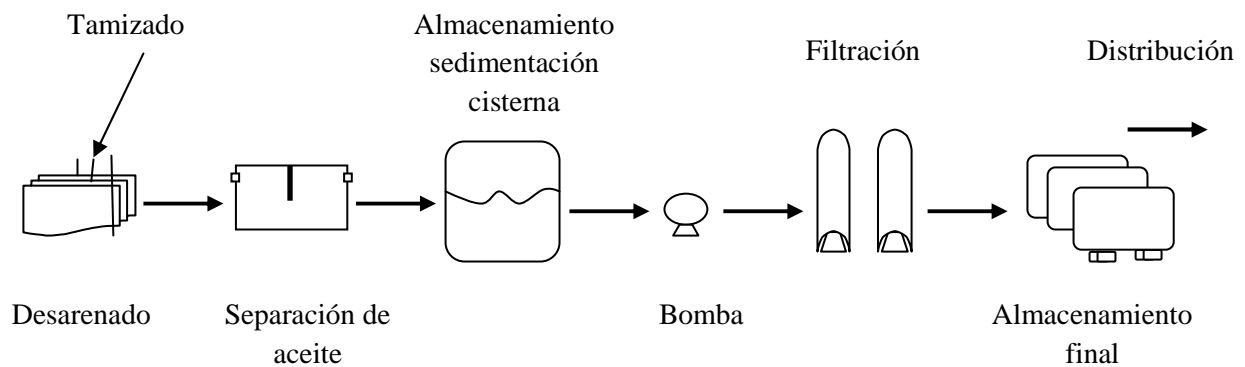 Tamizado
Almacenamiento
sedimentación
cisterna
Filtración
Distribución
Desarenado
Separación de
aceite
Bomba
Almacenamiento
final